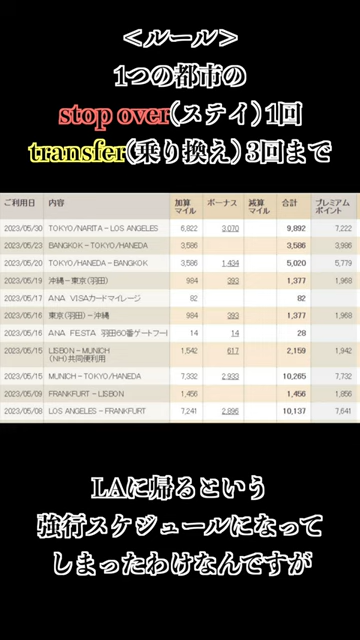 ＜ルール＞
1つの都市の
stop over(ステイ)1回
transfer(乗り換え)3回まで
ご利用日 内容 加算マイル ボーナス 減算マイル 合計 プレミアムポイント
2023/05/30 TOKYO/NARITA－LOS ANGELES 6,822 3,070 9,892 7,222
2023/05/23 BANGKOK－TOKYO/HANEDA 3,586 3,586 3,986
2023/05/20 TOKYO/HANEDA－BANGKOK 3,586 1,434 5,020 5,779
2023/05/19 沖縄－東京(羽田) 984 393 1,377 1,968
2023/05/17 ANA VISAカードマイレージ 82 82
2023/05/16 東京(羽田)－沖縄 984 393 1,377 1,968
2023/05/16 ANA FESTA 羽田60番ゲートフー 14 14 28
2023/05/15 LISBON－MUNICH 1,542 617 2,159 1,942
(NH)共同便利用
2023/05/15 MUNICH－TOKYO/HANEDA 7,332 2,933 10,265 7,732
2023/05/09 FRANKFURT－LISBON 1,456 1,456 1,856
2023/05/08 LOS ANGELES－FRANKFURT 7,241 2,896 10,137 7,641
LAに帰るという
強行スケジュールになって
しまったわけなんですが